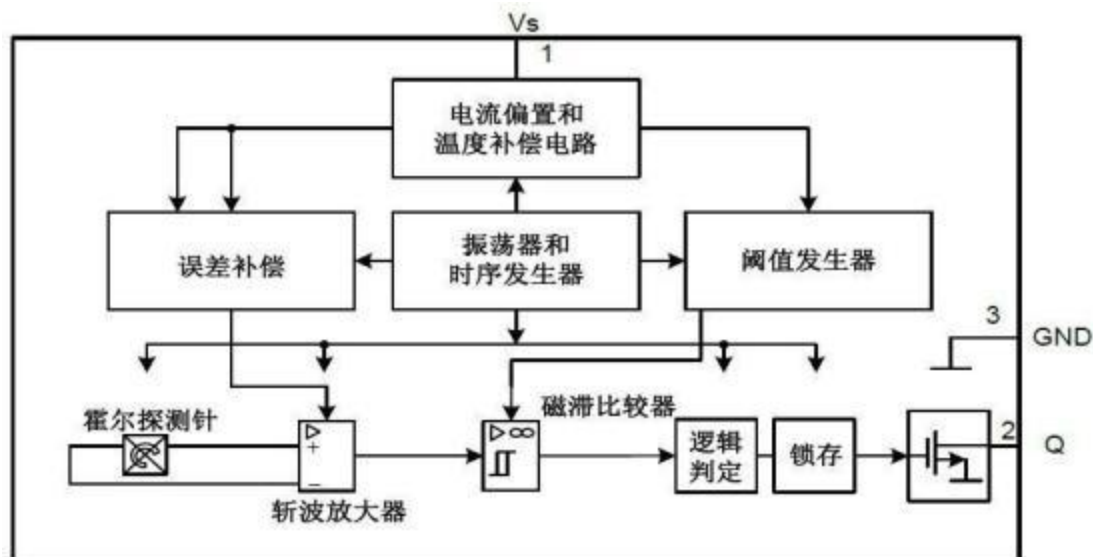 Vs
1
电流偏置和
温度补偿电路
误差补偿
振荡器和
时序发生器
阈值发生器
3
GND
霍尔探测针
磁滞比较器
+
∞
逻辑
判定
锁存
2
Q
−
斩波放大器